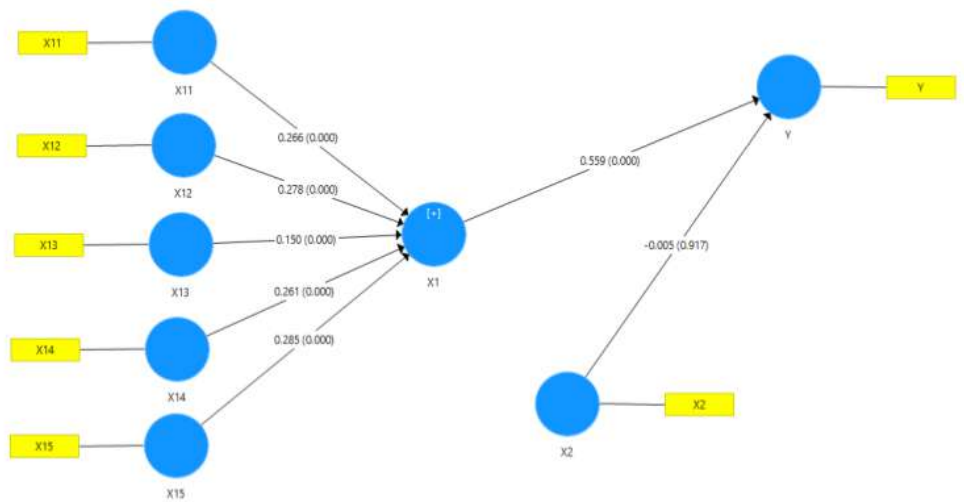 X11
X11
0.266 (0.000)
X12
X12
0.278 (0.000)
X13
X13
0.150 (0.000)
X14
X14
0.261 (0.000)
X15
X15
0.285 (0.000)
[+]
X1
0.559 (0.000)
Y
Y
-0.005 (0.917)
X2
X2